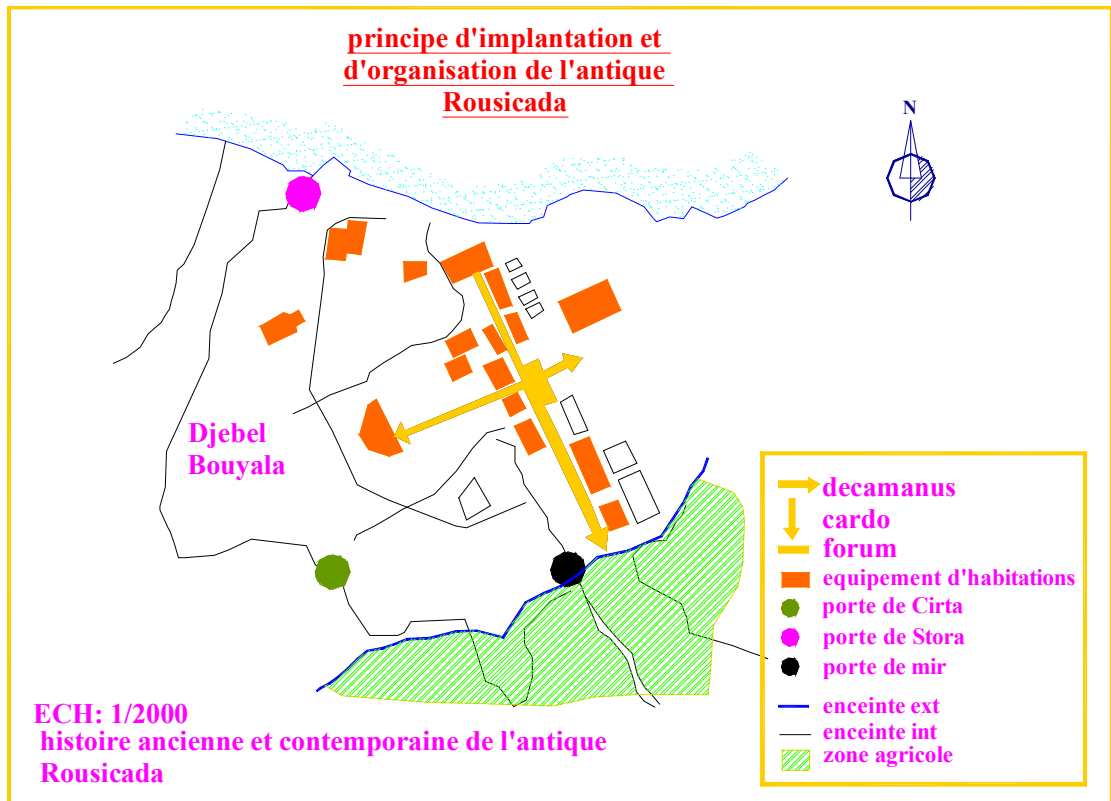 principe d'implantation et
d'organisation de l'antique
Rousicada
N
Djebel
Bouyala
decamanus
cardo
forum
equipement d'habitations
porte de Cirta
porte de Stora
porte de mir
enceinte ext
enceinte int
zone agricole
ECH: 1/2000
histoire ancienne et contemporaine de l'antique
Rousicada